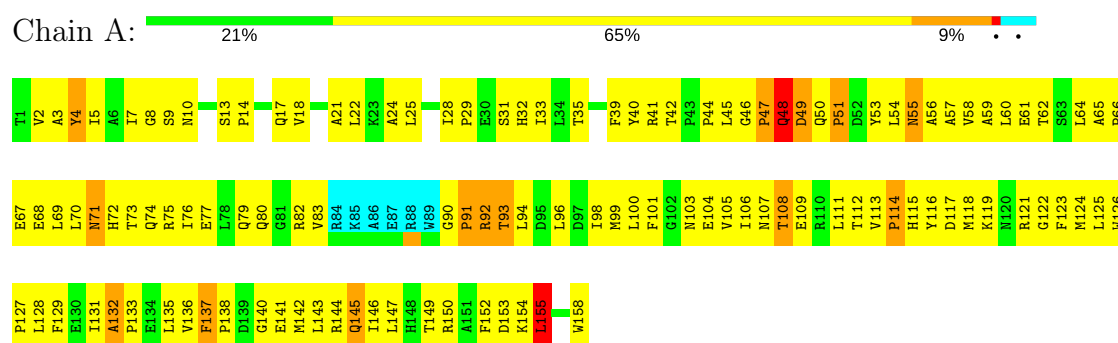 Chain A:
21% 65% 9% • •
T1 V2 A3 Y4 I5 A6 I7 G8 S9 N10 S13 P14 Q17 V18 A21 L22 K23 A24 L25 I28 P29 E30 S31 H32 I33 L34 T35 F39 Y40 R41 T42 P43 P44 L45 G46 P47 Q48 D49 Q50 P51 D52 Y53 L54 N55 A56 A57 V58 A59 L60 E61 T62 S63 L64 A65 P66
E67 E68 L69 L70 N71 H72 T73 Q74 R75 I76 E77 L78 Q79 Q80 G81 R82 V83 R84 K85 A86 E87 R88 W89 G90 P91 R92 T93 L94 D95 L96 D97 I98 M99 L100 F101 G102 N103 E104 V105 I106 N107 T108 E109 R110 L111 T112 V113 P114 H115 Y116 D117 M118 K119 N120 R121 G122 F123 M124 L125 W126
P127 L128 F129 E130 I131 A132 P133 E134 L135 V136 F137 P138 D139 G140 E141 M142 L143 R144 Q145 I146 L147 H148 T149 R150 A151 F152 D153 K154 L155 W158